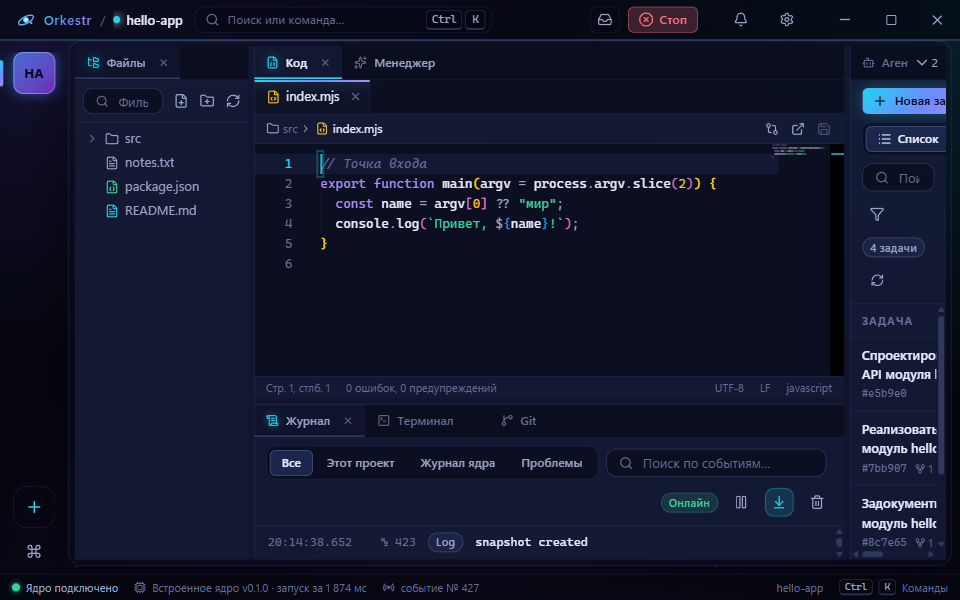 Orkestr / hello-app Поиск или команда... Ctrl K Стоп
HA
Файлы
Филь
src
notes.txt
package.json
README.md
Код Менеджер
index.mjs
src index.mjs
1 // Точка входа
2 export function main(argv = process.argv.slice(2)) {
3 const name = argv[0] ?? "мир";
4 console.log(`Привет, ${name}!`);
5 }
6
Стр. 1, стлб. 1 0 ошибок, 0 предупреждений UTF-8 LF javascript
Журнал Терминал Git
Все Этот проект Журнал ядра Проблемы Поиск по событиям...
Онлайн
20:14:38.652 423 Log snapshot created
Аген 2
+ Новая за
Список
Пои
4 задачи
ЗАДАЧА
Спроектиро
API модуля
#e5b9e0
Реализовать
модуль hello
#7bb907 1
Задокументи
модуль hello
#8c7e65 1
Ядро подключено Встроенное ядро v0.1.0 · запуск за 1 874 мс событие № 427 hello-app Ctrl K Команды